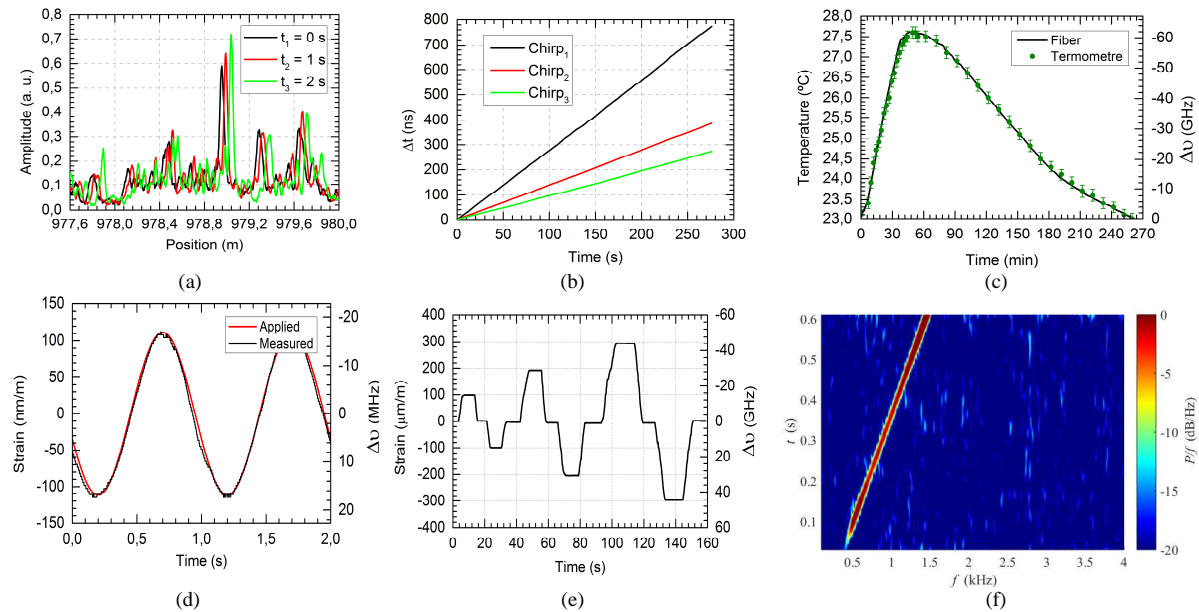 0,8
0,7
0,6
0,5
0,4
0,3
0,2
0,1
0,0
Amplitude (a. u.)
t1 = 0 s
t2 = 1 s
t3 = 2 s
977,6 978,0 978,4 978,8 979,2 979,6 980,0
Position (m)
(a)
800
700
600
500
400
300
200
100
0
Δt (ns)
Chirp1
Chirp2
Chirp3
0 50 100 150 200 250 300
Time (s)
(b)
28.0
27.5
27.0
26.5
26.0
25.5
25.0
24.5
24.0
23.5
23.0
Temperature (ºC)
Fiber
Termometre
-60
-50
-40
-30
-20
-10
0
Δυ (GHz)
0 30 60 90 120 150 180 210 240 270
Time (min)
(c)
150
100
50
0
-50
-100
-150
Strain (nm/m)
Applied
Measured
-20
-10
0
10
20
Δυ (MHz)
0,0 0,5 1,0 1,5 2,0
Time (s)
(d)
400
300
200
100
0
-100
-200
-300
-400
Strain (µm/m)
-60
-40
-20
0
20
40
60
Δυ (GHz)
0 20 40 60 80 100 120 140 160
Time (s)
(e)
0.6
0.5
0.4
0.3
0.2
0.1
t (s)
0.5 1 1.5 2 2.5 3 3.5 4
f (kHz)
0
-5
-10
-15
-20
P/f (dB/Hz)
(f)